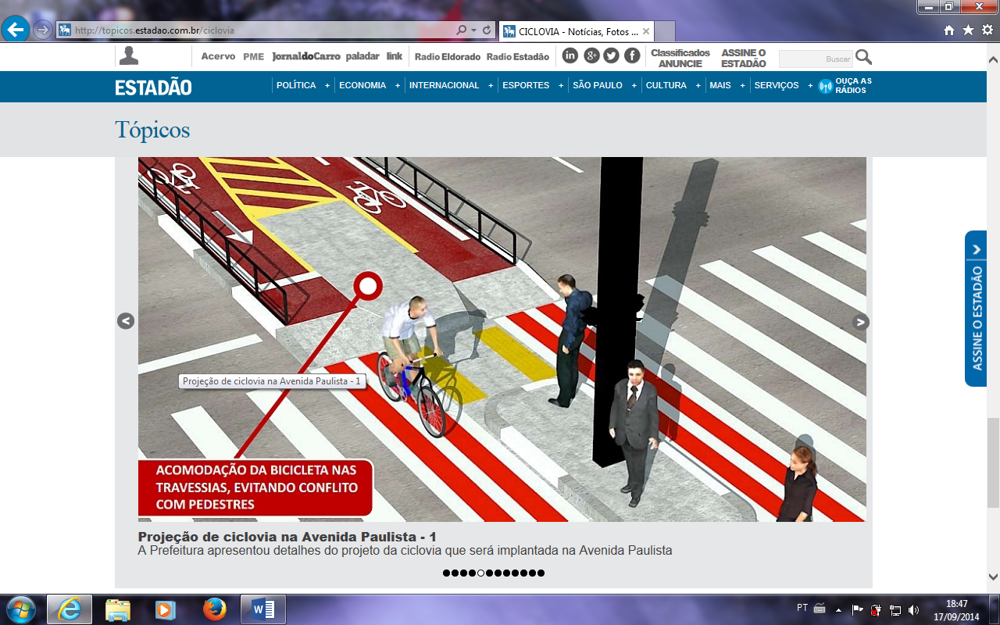 http://topicos.estadao.com.br/ciclovia
CICLOVIA - Notícias, Fotos ...
Acervo PME Jornal do Carro paladar link Radio Eldorado Radio Estadão
Classificados
ANUNCIE
ASSINE O
ESTADÃO
Buscar
ESTADÃO
POLÍTICA + ECONOMIA + INTERNACIONAL + ESPORTES + SÃO PAULO + CULTURA + MAIS + SERVIÇOS +
OUÇA AS
RÁDIOS
Tópicos
ASSINE O ESTADÃO
Projeção de ciclovia na Avenida Paulista - 1
ACOMODAÇÃO DA BICICLETA NAS
TRAVESSIAS, EVITANDO CONFLITO
COM PEDESTRES
Projeção de ciclovia na Avenida Paulista - 1
A Prefeitura apresentou detalhes do projeto da ciclovia que será implantada na Avenida Paulista
PT
18:47
17/09/2014